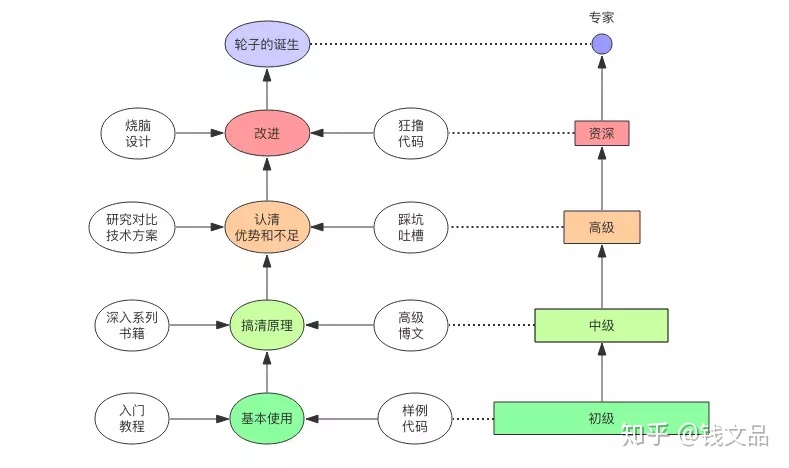 专家
轮子的诞生
烧脑
设计
改进
狂撸
代码
资深
研究对比
技术方案
认清
优势和不足
踩坑
吐槽
高级
深入系列
书籍
搞清原理
高级
博文
中级
入门
教程
基本使用
样例
代码
初级
知乎 @钱文品